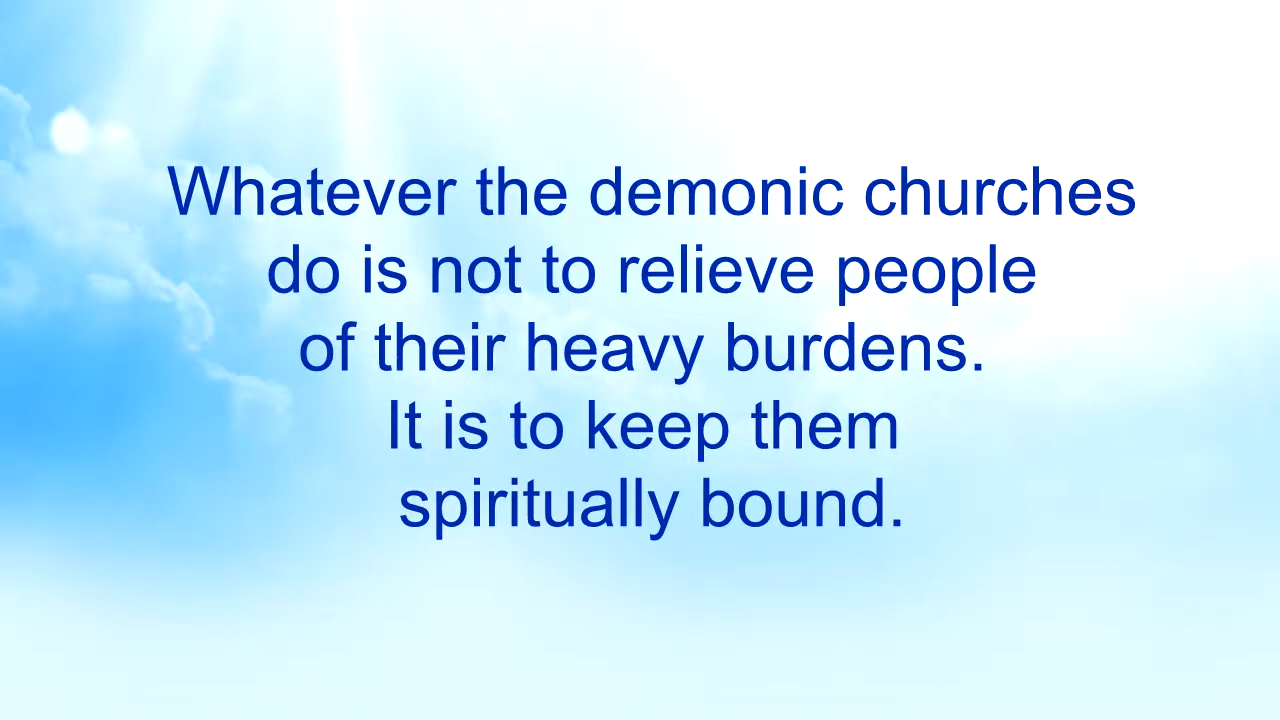 Whatever the demonic churches
do is not to relieve people
of their heavy burdens.
It is to keep them
spiritually bound.